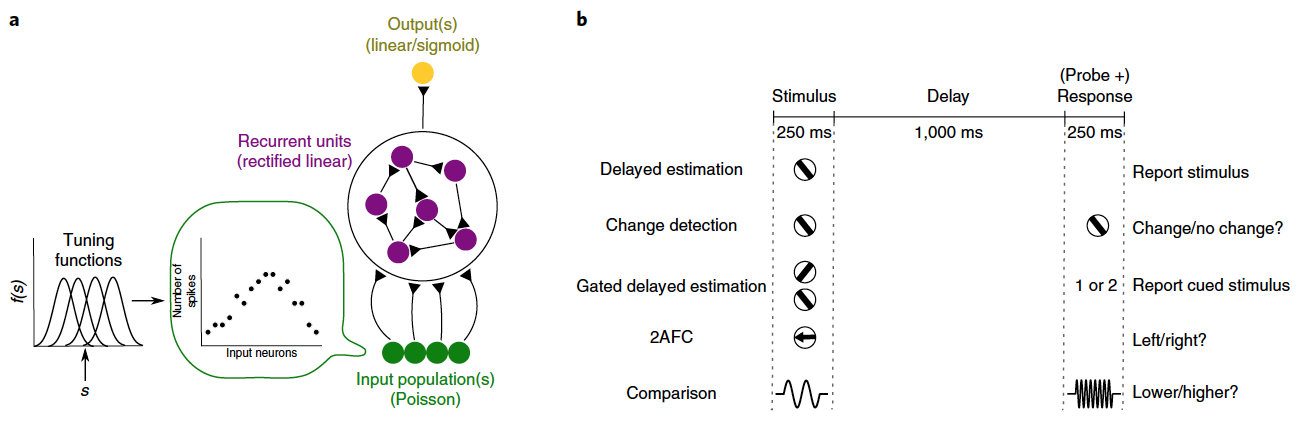 a
Output(s)
(linear/sigmoid)
Recurrent units
(rectified linear)
Tuning
functions
f(s)
s
Number of
spikes
Input neurons
Input population(s)
(Poisson)
b
(Probe +)
Stimulus Delay Response
250 ms 1,000 ms 250 ms
Delayed estimation Report stimulus
Change detection Change/no change?
Gated delayed estimation 1 or 2 Report cued stimulus
2AFC Left/right?
Comparison Lower/higher?